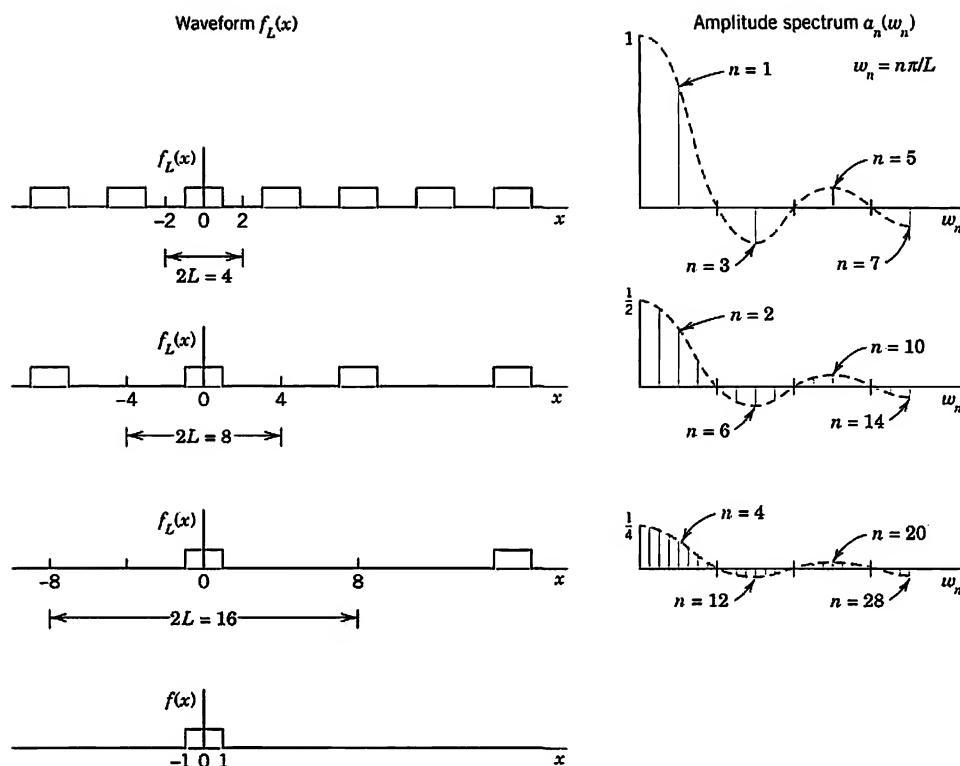 Waveform f_L(x)
Amplitude spectrum a_n(w_n)
w_n = nπ/L
f_L(x)
–2 0 2 x
2L = 4
1
n = 1
n = 5
n = 3
n = 7
w_n
f_L(x)
–4 0 4 x
2L = 8
1/2
n = 2
n = 10
n = 6
n = 14
w_n
f_L(x)
–8 0 8 x
2L = 16
1/4
n = 4
n = 20
n = 12
n = 28
w_n
f(x)
–1 0 1 x